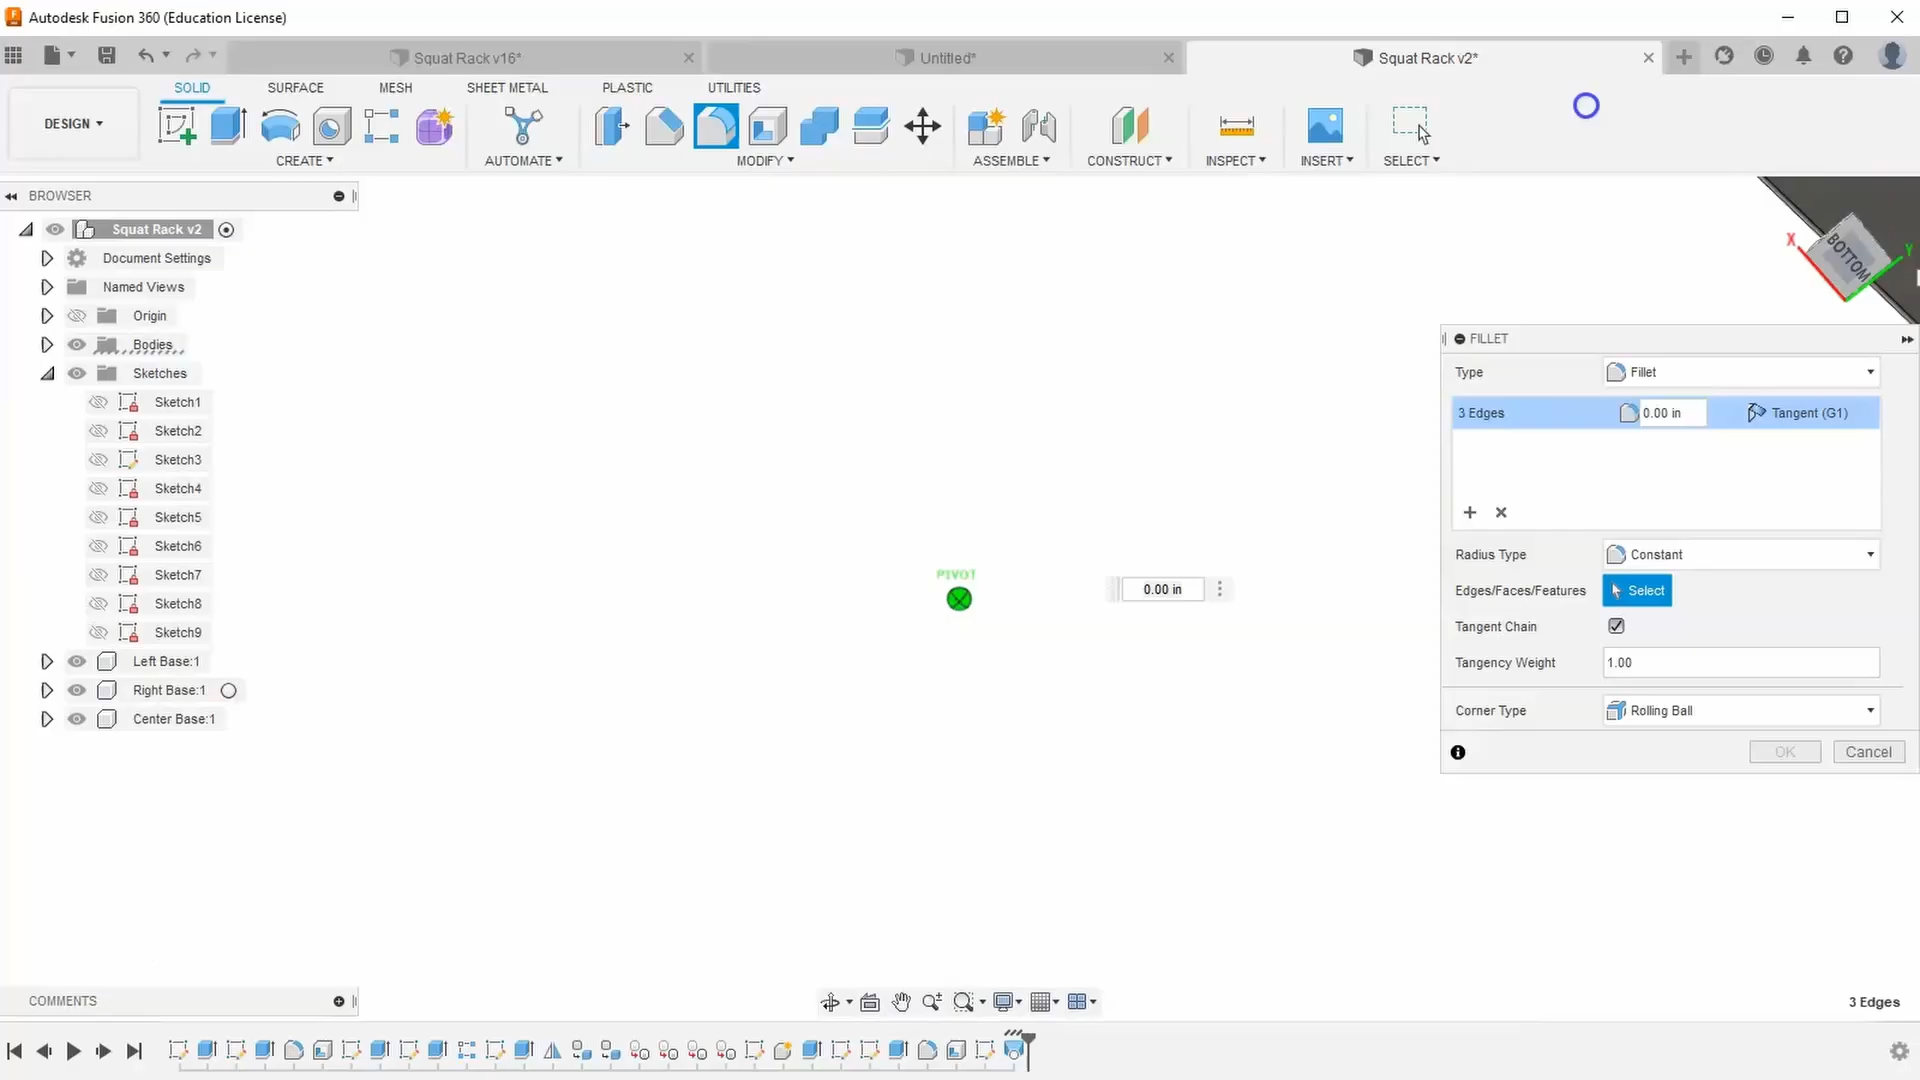 Autodesk Fusion 360 (Education License)
Squat Rack v16*
Untitled*
Squat Rack v2*
SOLID
SURFACE
MESH
SHEET METAL
PLASTIC
UTILITIES
DESIGN
CREATE
AUTOMATE
MODIFY
ASSEMBLE
CONSTRUCT
INSPECT
INSERT
SELECT
BROWSER
Squat Rack v2
Document Settings
Named Views
Origin
Bodies
Sketches
Sketch1
Sketch2
Sketch3
Sketch4
Sketch5
Sketch6
Sketch7
Sketch8
Sketch9
Left Base:1
Right Base:1
Center Base:1
X
BOTTOM
Y
PIVOT
0.00 in
FILLET
Type
Fillet
3 Edges
0.00 in
Tangent (G1)
Radius Type
Constant
Edges/Faces/Features
Select
Tangent Chain
Tangency Weight
1.00
Corner Type
Rolling Ball
OK
Cancel
COMMENTS
3 Edges